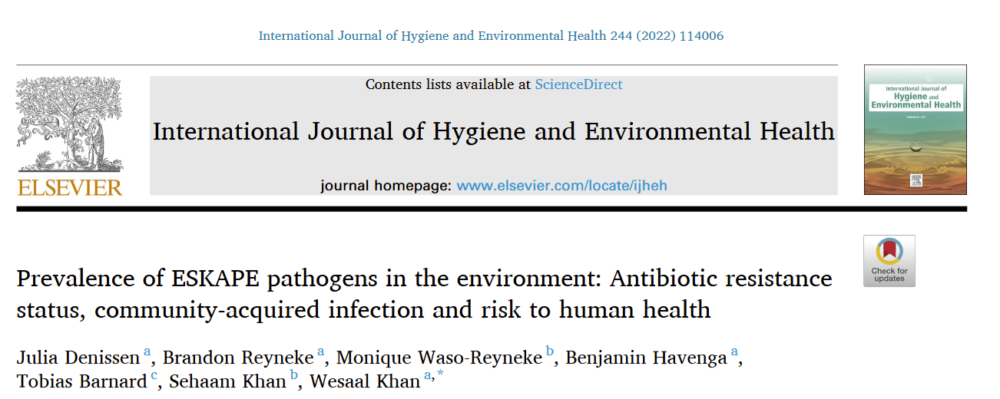 International Journal of Hygiene and Environmental Health 244 (2022) 114006
Contents lists available at ScienceDirect
International Journal of Hygiene and Environmental Health
journal homepage: www.elsevier.com/locate/ijheh
ELSEVIER
International Journal of
Hygiene and
Environmental Health
Check for
updates
Prevalence of ESKAPE pathogens in the environment: Antibiotic resistance
status, community-acquired infection and risk to human health
Julia Denissen a, Brandon Reyneke a, Monique Waso-Reyneke b, Benjamin Havenga a,
Tobias Barnard c, Sehaam Khan b, Wesaal Khan a,*